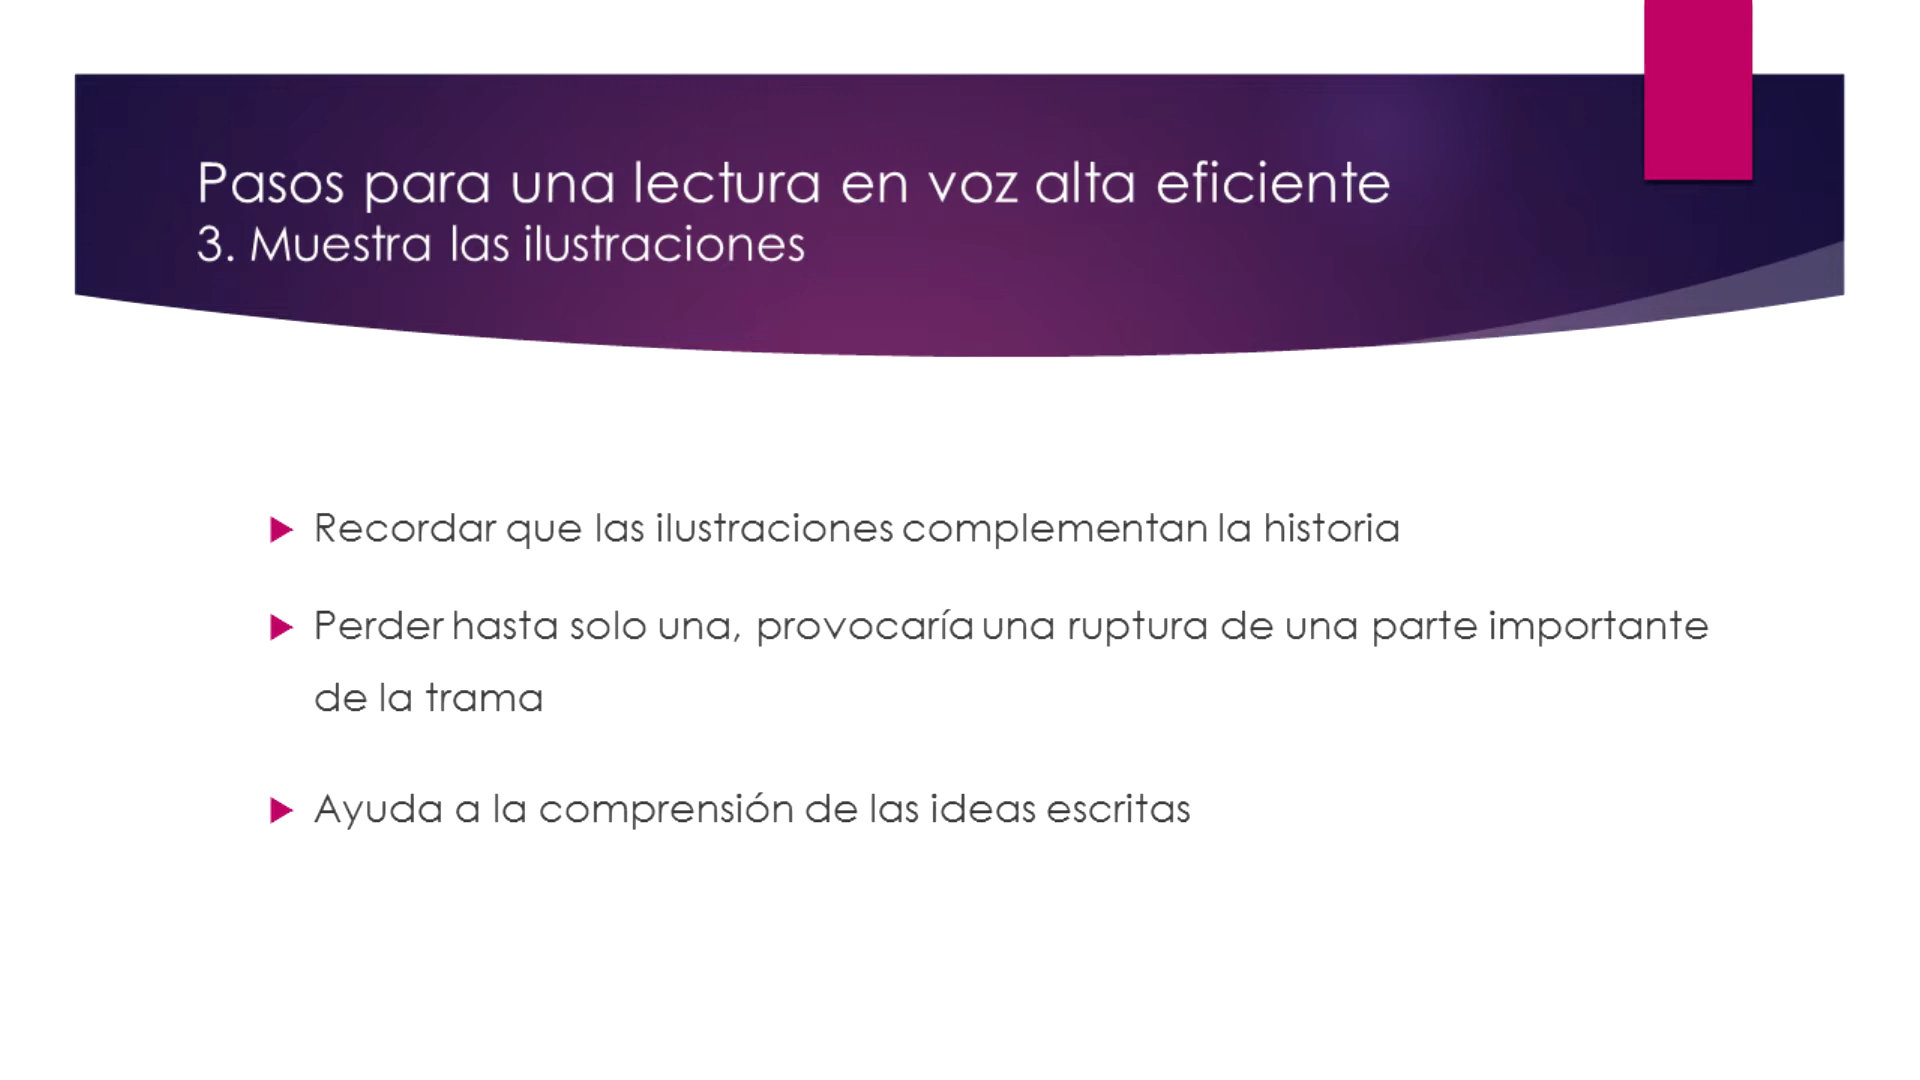 Pasos para una lectura en voz alta eficiente
3. Muestra las ilustraciones
Recordar que las ilustraciones complementan la historia
Perder hasta solo una, provocaría una ruptura de una parte importante
de la trama
Ayuda a la comprensión de las ideas escritas